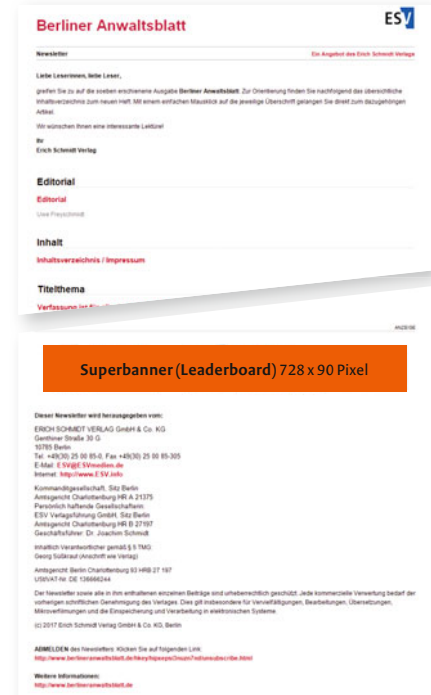 Berliner Anwaltsblatt
ESV
Newsletter
Ein Angebot des Erich Schmidt Verlags
Liebe Leserinnen, liebe Leser,
greifen Sie zu auf die soeben erschienene Ausgabe Berliner Anwaltsblatt. Zur Orientierung finden Sie nachfolgend das übersichtliche
Inhaltsverzeichnis zum neuen Heft. Mit einem einfachen Mausklick auf die jeweilige Überschrift gelangen Sie direkt zum dazugehörigen
Artikel.
Wir wünschen Ihnen eine interessante Lektüre!
Ihr
Erich Schmidt Verlag
Editorial
Editorial
Uwe Freyschmidt
Inhalt
Inhaltsverzeichnis / Impressum
Titelthema
Verfassung ist für
ANZEIGE
Superbanner (Leaderboard) 728 x 90 Pixel
Dieser Newsletter wird herausgegeben vom:
ERICH SCHMIDT VERLAG GmbH & Co. KG
Genthiner Straße 30 G
10785 Berlin
Tel. +49(30) 25 00 85-0, Fax +49(30) 25 00 85-305
E-Mail: ESV@ESVmedien.de
Internet: http://www.ESV.info
Kommanditgesellschaft, Sitz Berlin
Amtsgericht Charlottenburg HR A 21375
Persönlich haftende Gesellschafterin:
ESV Verlagsführung GmbH, Sitz Berlin
Amtsgericht Charlottenburg HR B 27197
Geschäftsführer: Dr. Joachim Schmidt
Inhaltlich Verantwortlicher gemäß § 5 TMG
Georg Süßkraut (Anschrift wie Verlag)
Amtsgericht Berlin Charlottenburg 93 HRB 27 197
UStIVAT-Nr. DE 136666244
Der Newsletter sowie alle in ihm enthaltenen einzelnen Beiträge sind urheberrechtlich geschützt. Jede kommerzielle Verwertung bedarf der
vorherigen schriftlichen Genehmigung des Verlages. Dies gilt insbesondere für Vervielfältigungen, Bearbeitungen, Übersetzungen,
Mikroverfilmungen und die Einspeicherung und Verarbeitung in elektronischen Systeme.
(c) 2017 Erich Schmidt Verlag GmbH & Co. KG, Berlin
ABMELDEN des Newsletters: Klicken Sie auf folgenden Link:
Weitere Informationen:
http://www.berlineranwaltsblatt.de